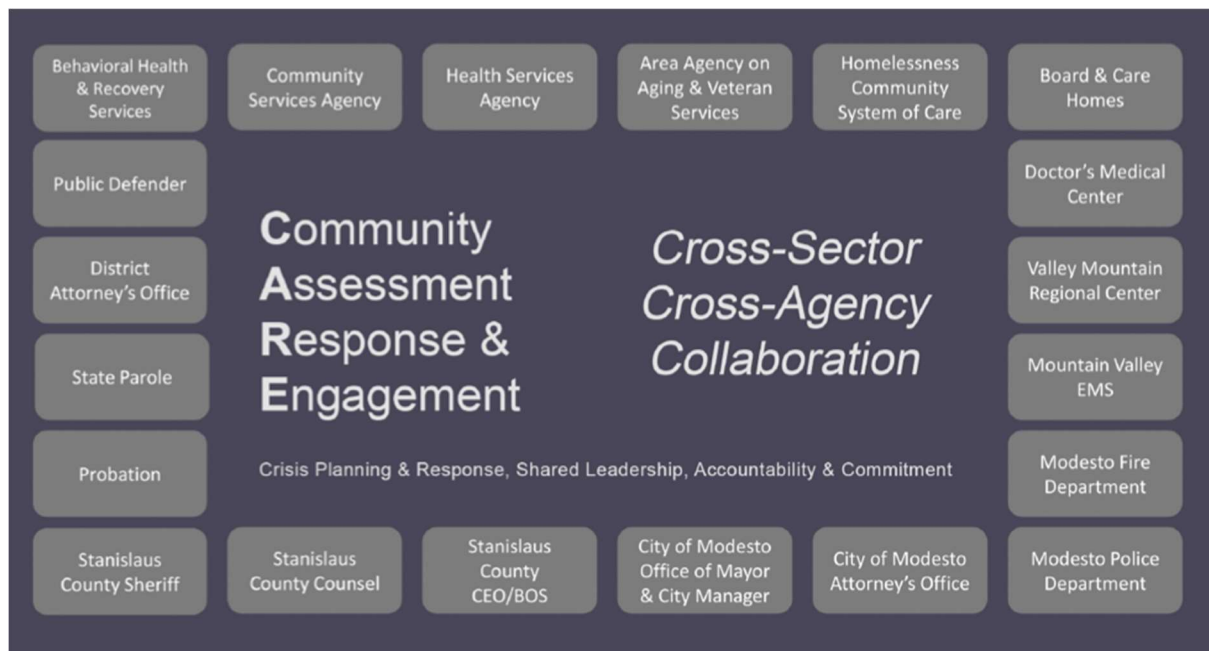 Behavioral Health
& Recovery
Services
Community
Services Agency
Health Services
Agency
Area Agency on
Aging & Veteran
Services
Homelessness
Community
System of Care
Board & Care
Homes
Public Defender
Doctor's Medical
Center
District
Attorney's Office
Valley Mountain
Regional Center
State Parole
Mountain Valley
EMS
Probation
Modesto Fire
Department
Community
Assessment
Response &
Engagement
Cross-Sector
Cross-Agency
Collaboration
Crisis Planning & Response, Shared Leadership, Accountability & Commitment
Stanislaus
County Sheriff
Stanislaus
County Counsel
Stanislaus
County
CEO/BOS
City of Modesto
Office of Mayor
& City Manager
City of Modesto
Attorney's Office
Modesto Police
Department